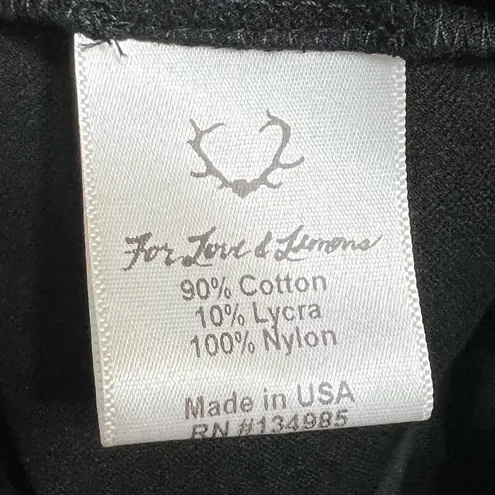 For Love & Lemons
90% Cotton
10% Lycra
100% Nylon
Made in USA
RN #134985